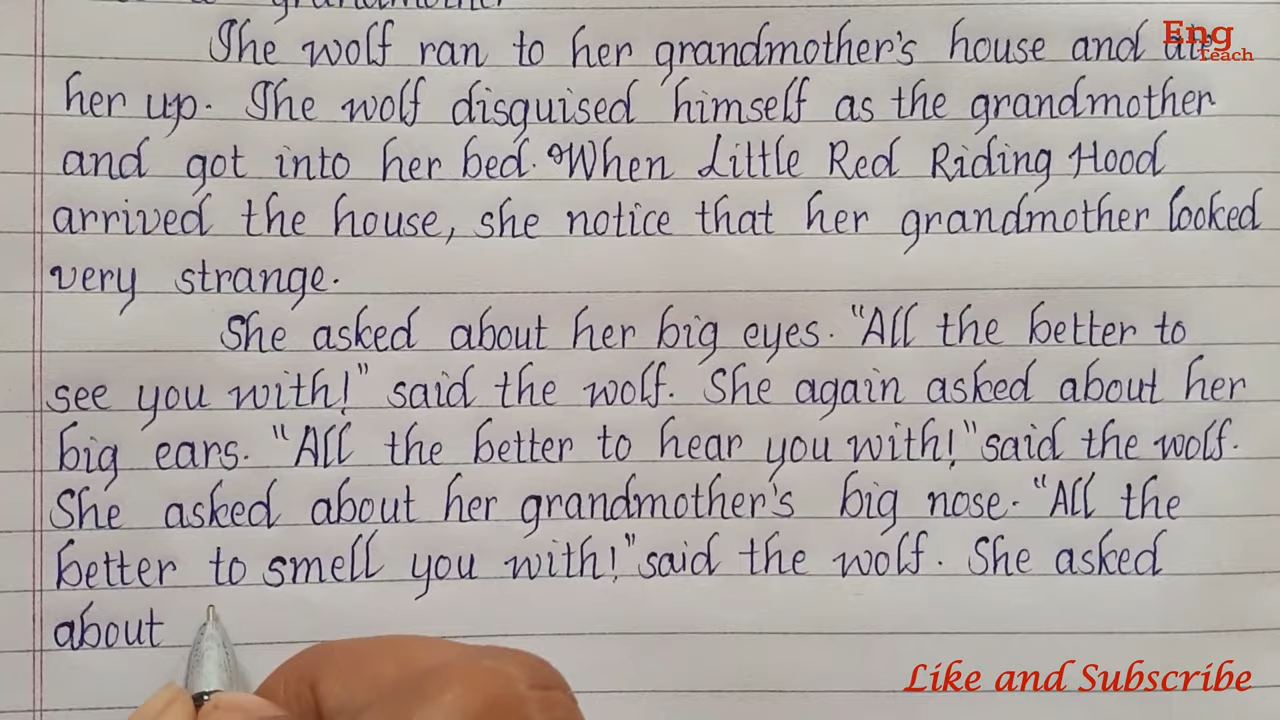 grandmother
The wolf ran to her grandmother's house and
Eng
Teach
her up. The wolf disguised himself as the grandmother
and got into her bed. When Little Red Riding Hood
arrived the house, she notice that her grandmother looked
very strange.
She asked about her big eyes. "All the better to
see you with!" said the wolf. She again asked about her
big ears. "All the better to hear you with!" said the wolf.
She asked about her grandmother's big nose. "All the
better to smell you with!" said the wolf. She asked
about
Like and Subscribe